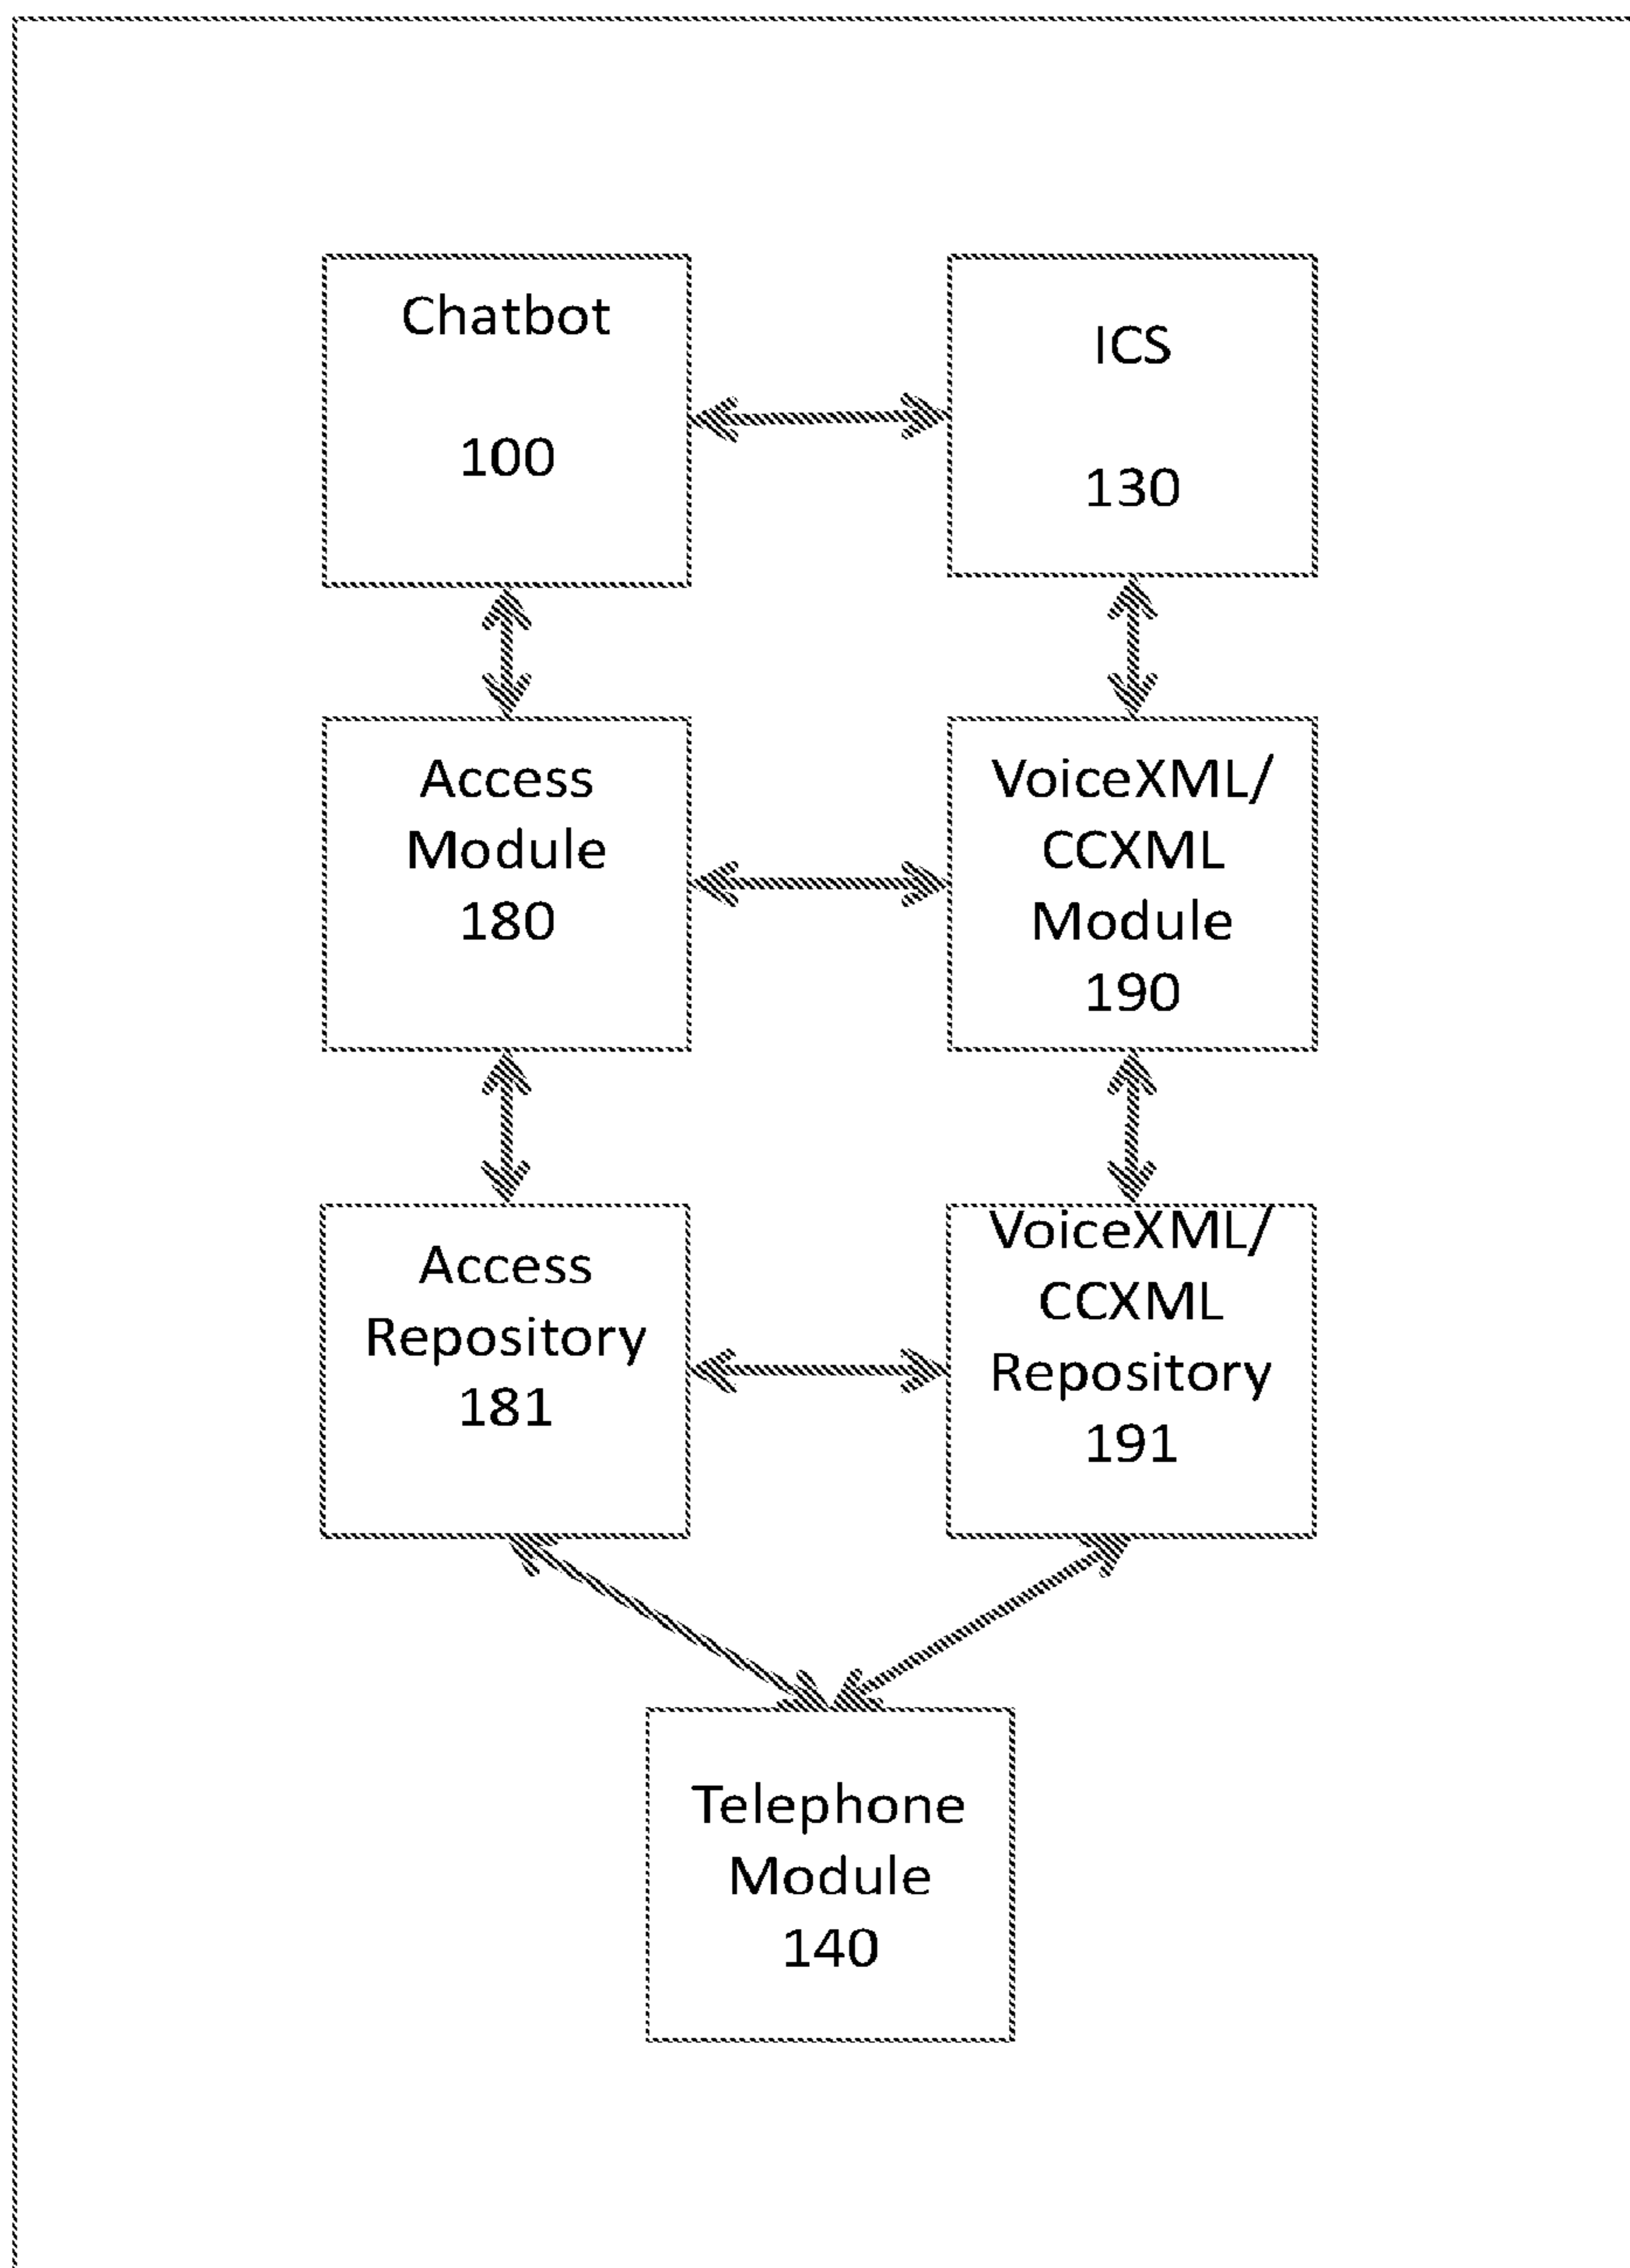 Chatbot
100
ICS
130
Access
Module
180
VoiceXML/
CCXML
Module
190
Access
Repository
181
VoiceXML/
CCXML
Repository
191
Telephone
Module
140